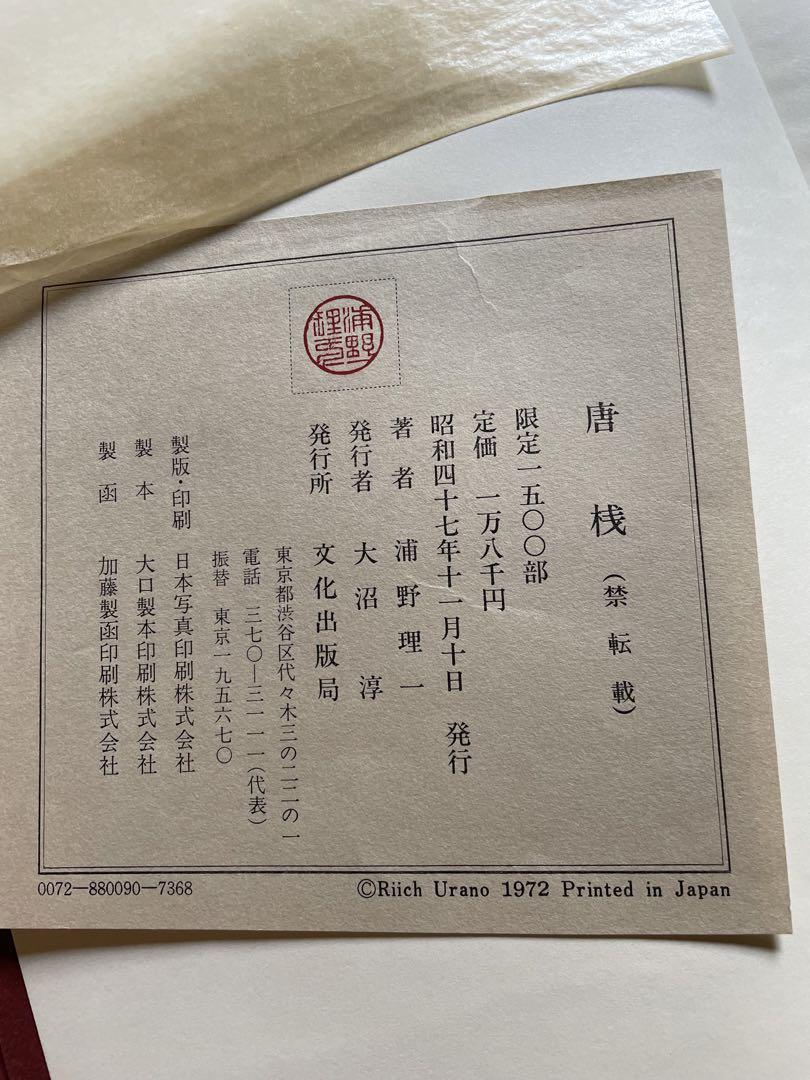 浦野理一
唐桟（禁転載）
限定一五〇〇部
定価 一万八千円
昭和四十七年十一月十日 発行
著者 浦野理一
発行者 大沼淳
発行所 文化出版局
東京都渋谷区代々木三の二二の一
電話 三七〇―三一一一（代表）
振替 東京一九五六七〇
製版・印刷 日本写真印刷株式会社
製本 大口製本印刷株式会社
製函 加藤製函印刷株式会社
0072―880090―7368
©Riich Urano 1972 Printed in Japan